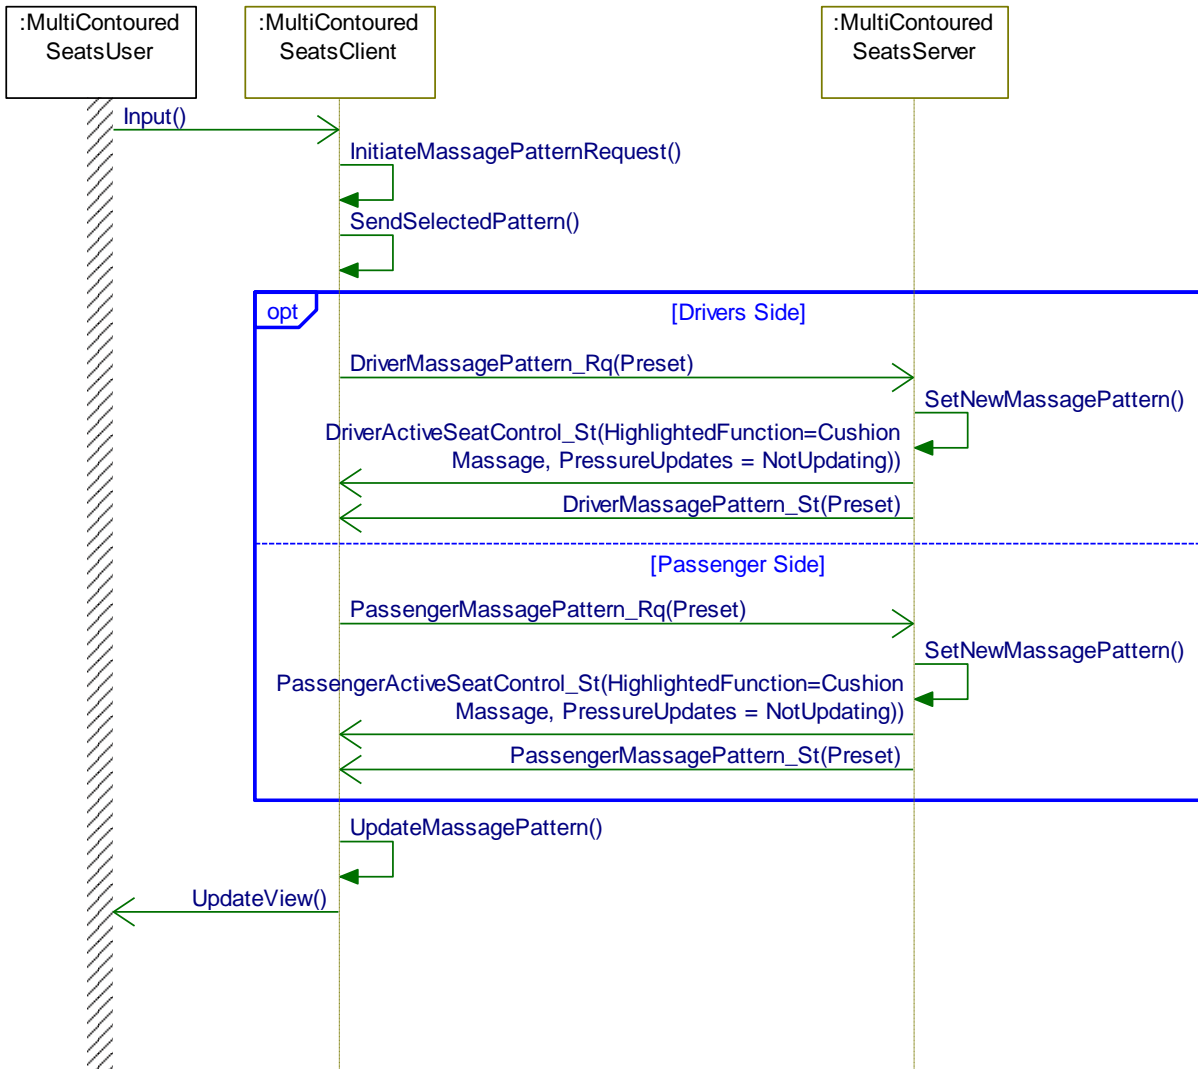 :MultiContoured
SeatsUser
:MultiContoured
SeatsClient
:MultiContoured
SeatsServer
Input()
InitiateMassagePatternRequest()
SendSelectedPattern()
opt
[Drivers Side]
DriverMassagePattern_Rq(Preset)
SetNewMassagePattern()
DriverActiveSeatControl_St(HighlightedFunction=Cushion
Massage, PressureUpdates = NotUpdating))
DriverMassagePattern_St(Preset)
[Passenger Side]
PassengerMassagePattern_Rq(Preset)
SetNewMassagePattern()
PassengerActiveSeatControl_St(HighlightedFunction=Cushion
Massage, PressureUpdates = NotUpdating))
PassengerMassagePattern_St(Preset)
UpdateMassagePattern()
UpdateView()